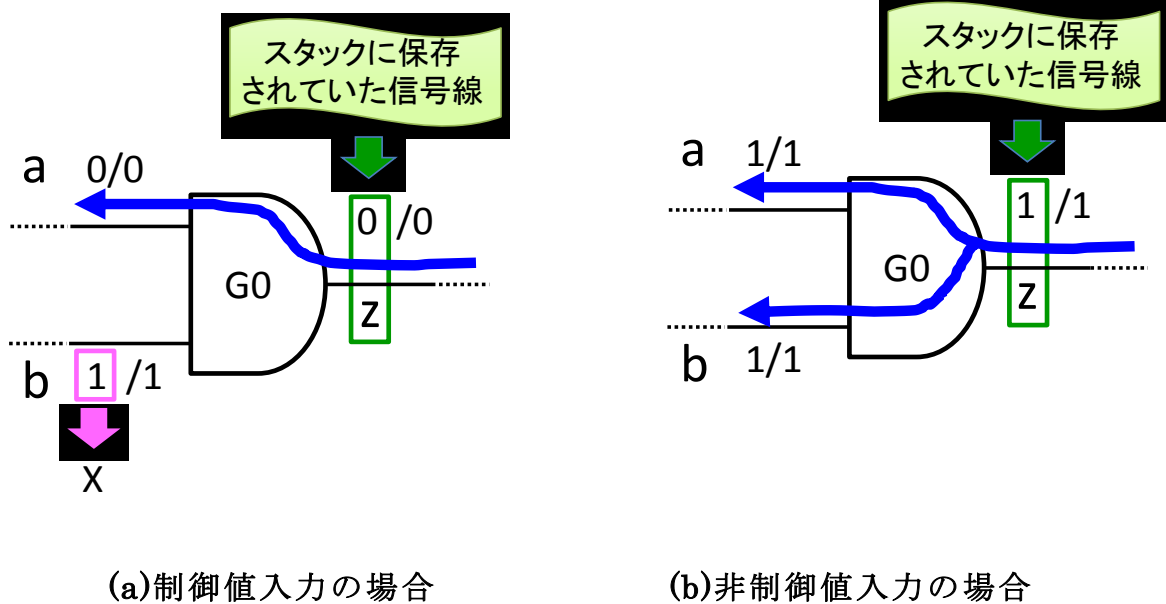 スタックに保存
されていた信号線
a
0/0
0 /0
G0
z
b
1 /1
X
(a)制御値入力の場合
スタックに保存
されていた信号線
a
1/1
1 /1
G0
z
b
1/1
(b)非制御値入力の場合